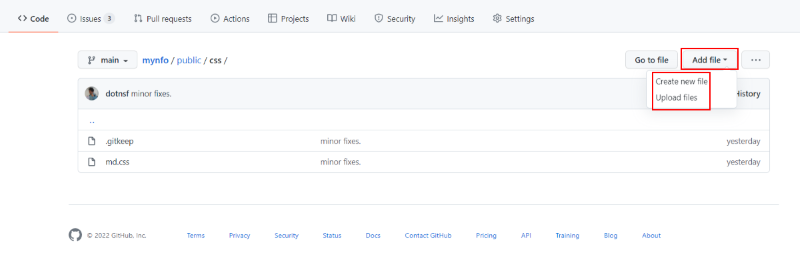 Code Issues 3 Pull requests Actions Projects Wiki Security Insights Settings
main mynfo / public / css / Go to file Add file ...
Create new file
dotnsf minor fixes. History
Upload files
..
.gitkeep minor fixes. yesterday
md.css minor fixes. yesterday
© 2022 GitHub, Inc. Terms Privacy Security Status Docs Contact GitHub Pricing API Training Blog About